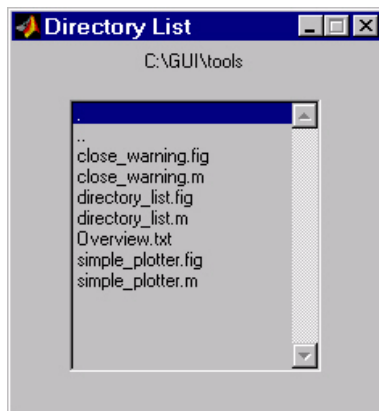 Directory List
C:\GUI\tools
.
..
close_warning.fig
close_warning.m
directory_list.fig
directory_list.m
Overview.txt
simple_plotter.fig
simple_plotter.m